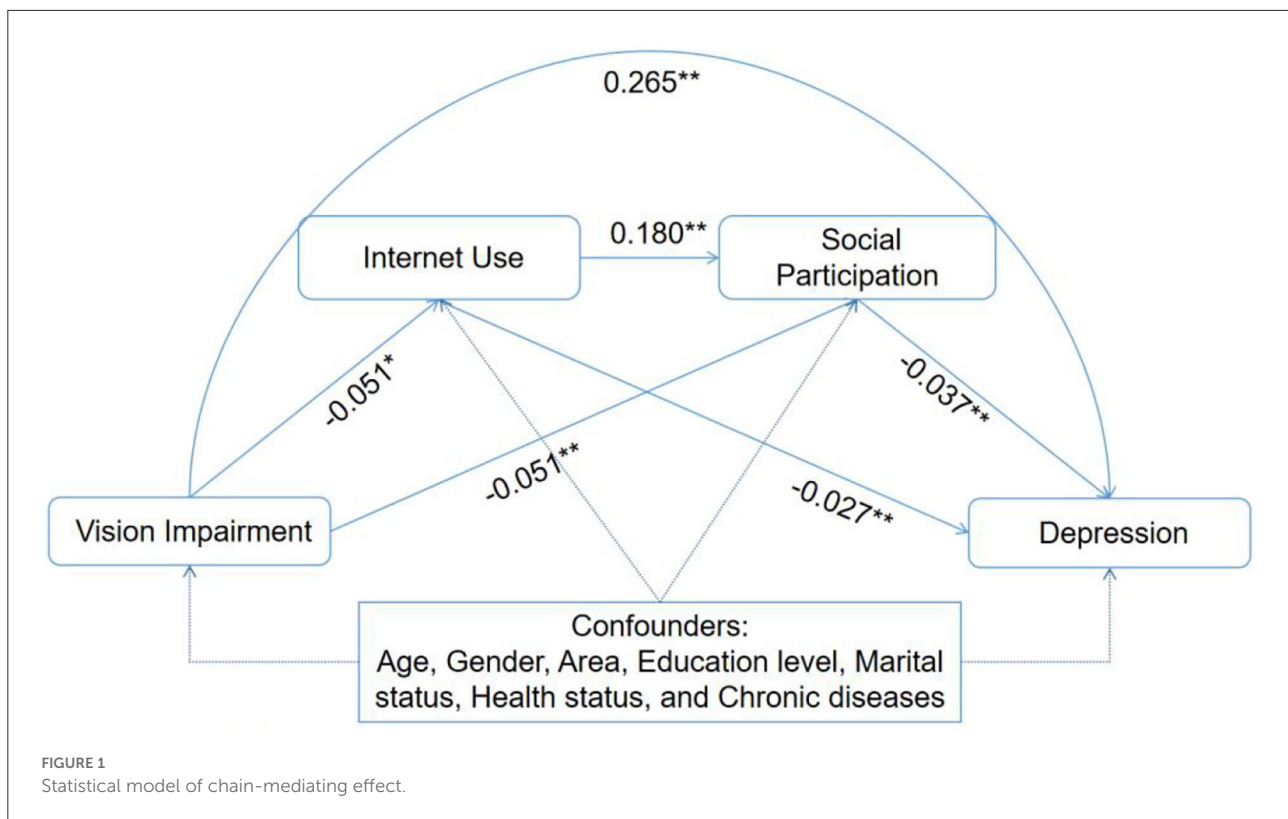 0.265**
Internet Use
0.180**
Social
Participation
-0.051*
-0.051**
-0.037**
-0.027**
Vision Impairment
Depression
Confounders:
Age, Gender, Area, Education level, Marital
status, Health status, and Chronic diseases
FIGURE 1
Statistical model of chain-mediating effect.